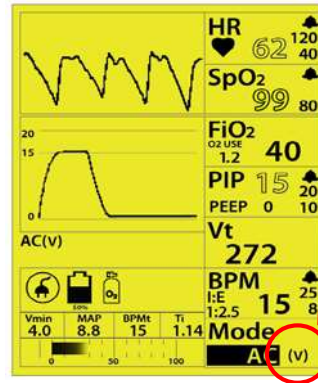 HR
62
120
40
SpO2
99
80
20
15
0
FiO2
O2 USE
1.2
40
PIP
15
20
PEEP
0
10
AC(v)
Vt
272
50%
O2
BPM
I:E
1:2.5
15
25
8
Vmin
MAP
BPMt
Ti
4.0
8.8
15
1.14
0
50
100
Mode
AC
(v)